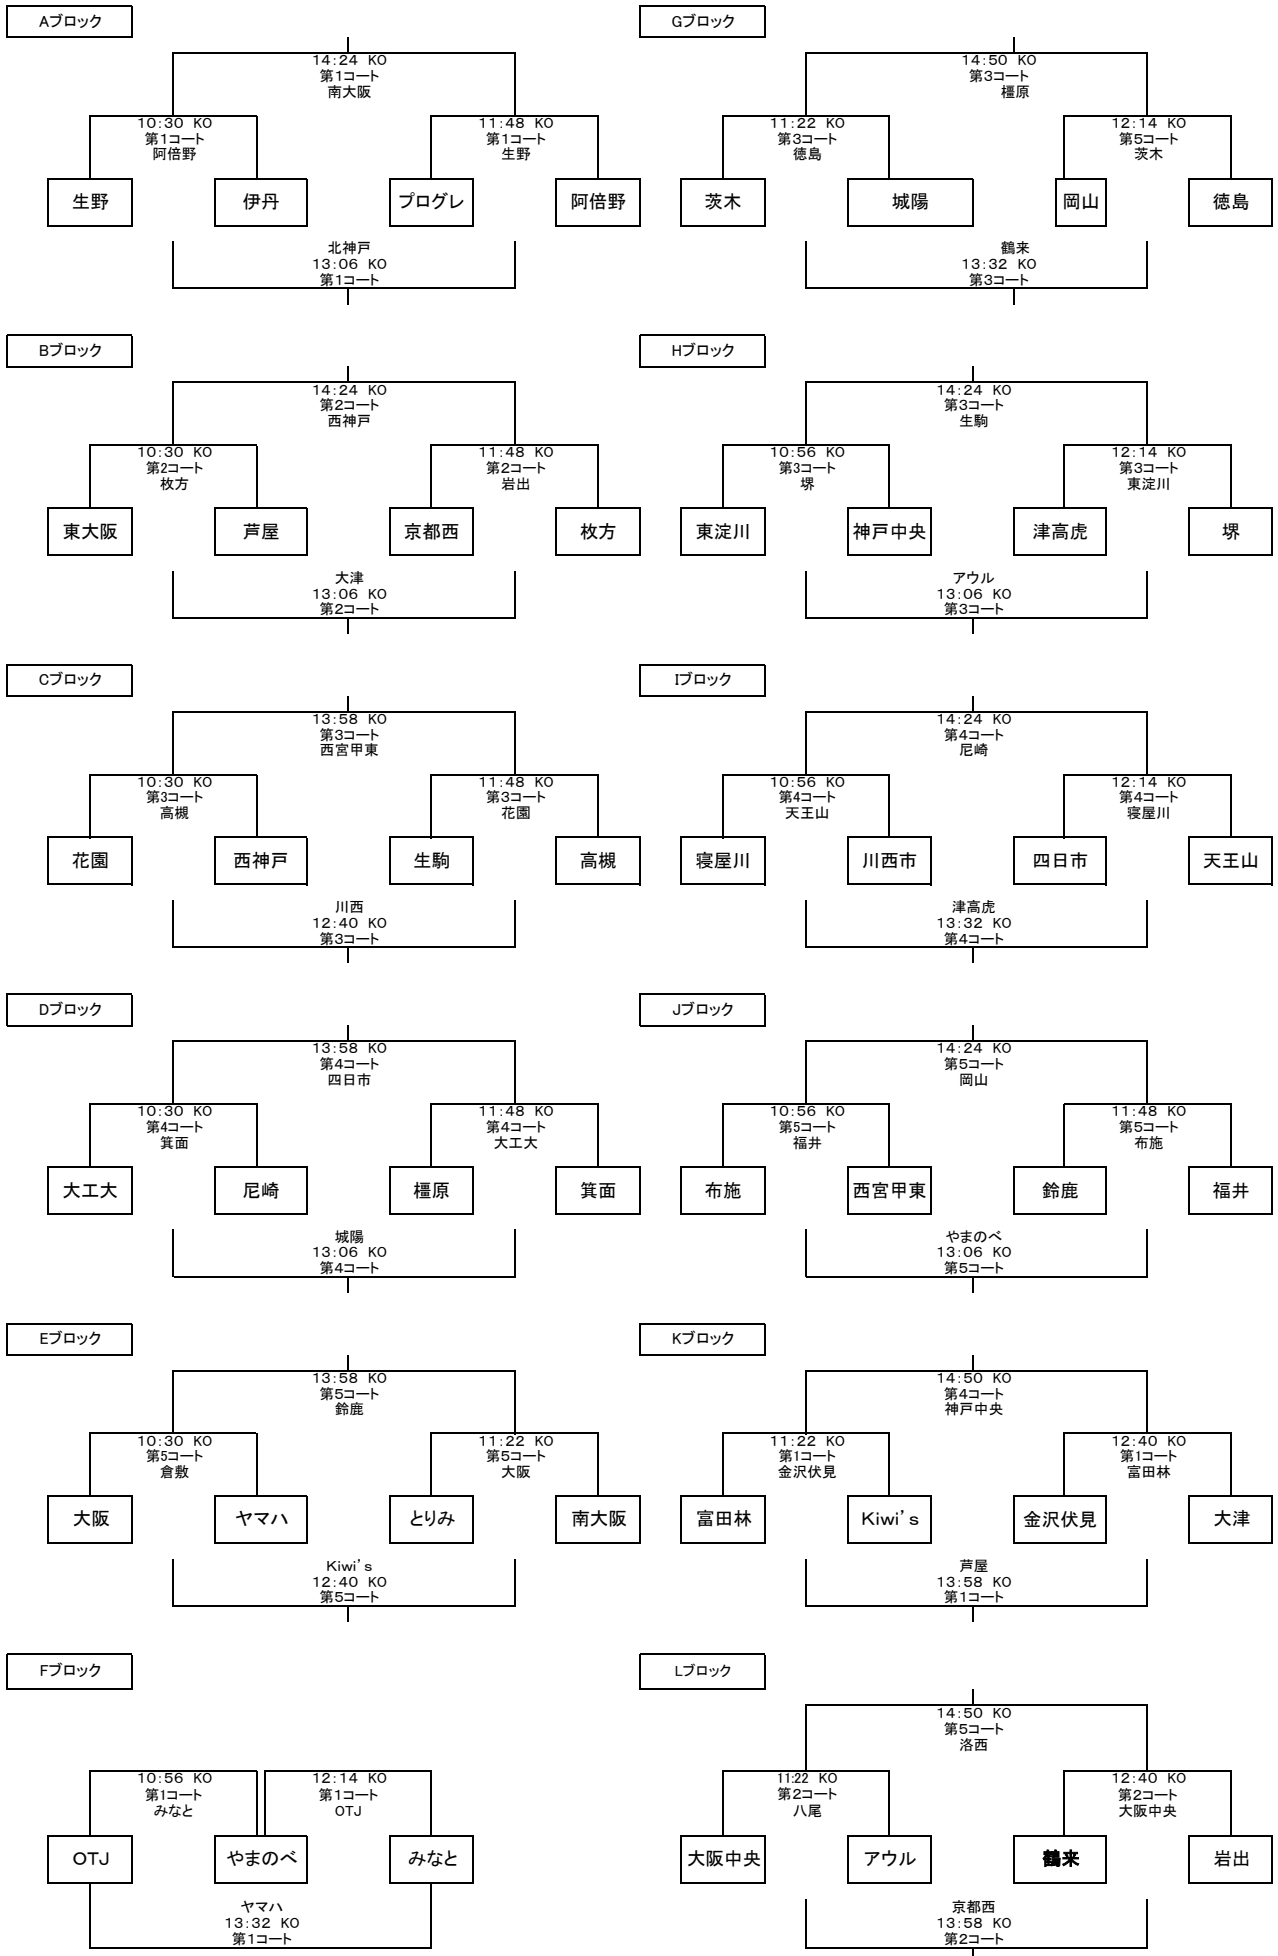 Aブロック
14:24 KO
第1コート
南大阪
10:30 KO
第1コート
阿倍野
11:48 KO
第1コート
生野
生野 伊丹 プログレ 阿倍野
北神戸
13:06 KO
第1コート
Bブロック
14:24 KO
第2コート
西神戸
10:30 KO
第2コート
枚方
11:48 KO
第2コート
岩出
東大阪 芦屋 京都西 枚方
大津
13:06 KO
第2コート
Cブロック
13:58 KO
第3コート
西宮甲東
10:30 KO
第3コート
高槻
11:48 KO
第3コート
花園
花園 西神戸 生駒 高槻
川西
12:40 KO
第3コート
Dブロック
13:58 KO
第4コート
四日市
10:30 KO
第4コート
箕面
11:48 KO
第4コート
大工大
大工大 尼崎 橿原 箕面
城陽
13:06 KO
第4コート
Eブロック
13:58 KO
第5コート
鈴鹿
10:30 KO
第5コート
倉敷
11:22 KO
第5コート
大阪
大阪 ヤマハ とりみ 南大阪
Kiwi's
12:40 KO
第5コート
Fブロック
10:56 KO
第1コート
みなと
12:14 KO
第1コート
OTJ
OTJ やまのべ みなと
ヤマハ
13:32 KO
第1コート
Gブロック
14:50 KO
第3コート
橿原
11:22 KO
第3コート
徳島
12:14 KO
第5コート
茨木
茨木 城陽 岡山 徳島
鶴来
13:32 KO
第3コート
Hブロック
14:24 KO
第3コート
生駒
10:56 KO
第3コート
堺
12:14 KO
第3コート
東淀川
東淀川 神戸中央 津高虎 堺
アウル
13:06 KO
第3コート
Iブロック
14:24 KO
第4コート
尼崎
10:56 KO
第4コート
天王山
12:14 KO
第4コート
寝屋川
寝屋川 川西市 四日市 天王山
津高虎
13:32 KO
第4コート
Jブロック
14:24 KO
第5コート
岡山
10:56 KO
第5コート
福井
11:48 KO
第5コート
布施
布施 西宮甲東 鈴鹿 福井
やまのべ
13:06 KO
第5コート
Kブロック
14:50 KO
第4コート
神戸中央
11:22 KO
第1コート
金沢伏見
12:40 KO
第1コート
富田林
富田林 Kiwi's 金沢伏見 大津
芦屋
13:58 KO
第1コート
Lブロック
14:50 KO
第5コート
洛西
11:22 KO
第2コート
八尾
12:40 KO
第2コート
大阪中央
大阪中央 アウル 鶴来 岩出
京都西
13:58 KO
第2コート